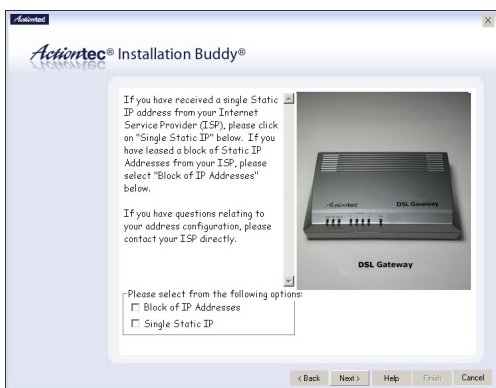 Actiontec
X
Actiontec® Installation Buddy®
If you have received a single Static
IP address from your Internet
Service Provider (ISP), please click
on "Single Static IP" below. If you
have leased a block of Static IP
Addresses from your ISP, please
select "Block of IP Addresses"
below.
If you have questions relating to
your address configuration, please
contact your ISP directly.
Actiontec DSL Gateway
DSL Gateway
Please select from the following options:
Block of IP Addresses
Single Static IP
< Back Next > Help Finish Cancel